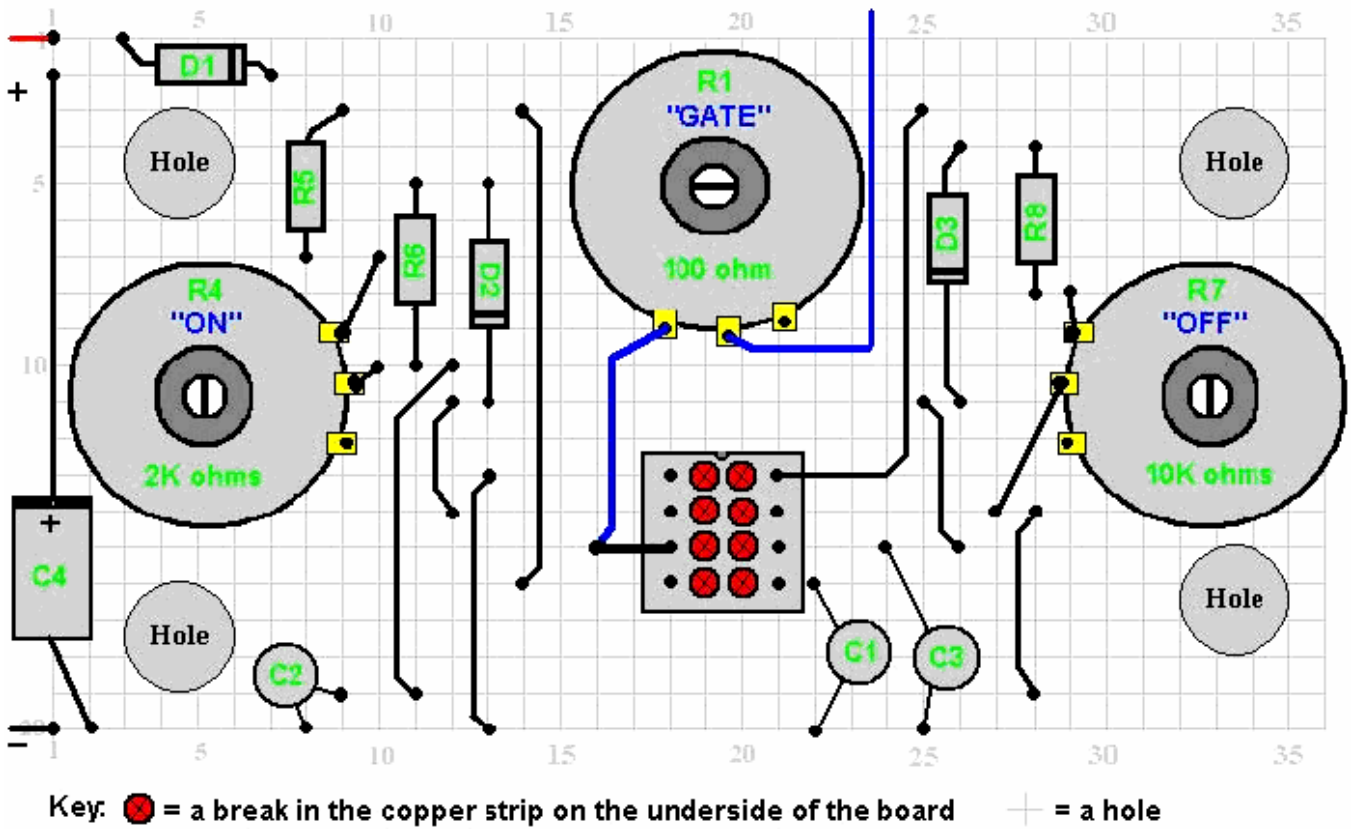 1 5 10 15 20 25 30 35
1
D1
+
R1
"GATE"
100 ohm
Hole
Hole
5
R5
R6
D2
D3
R8
R4
"ON"
2K ohms
R7
"OFF"
10K ohms
10
+
C4
Hole
Hole
C2
C1
C3
20
–
1 5 10 15 20 25 30 35
Key: = a break in the copper strip on the underside of the board = a hole